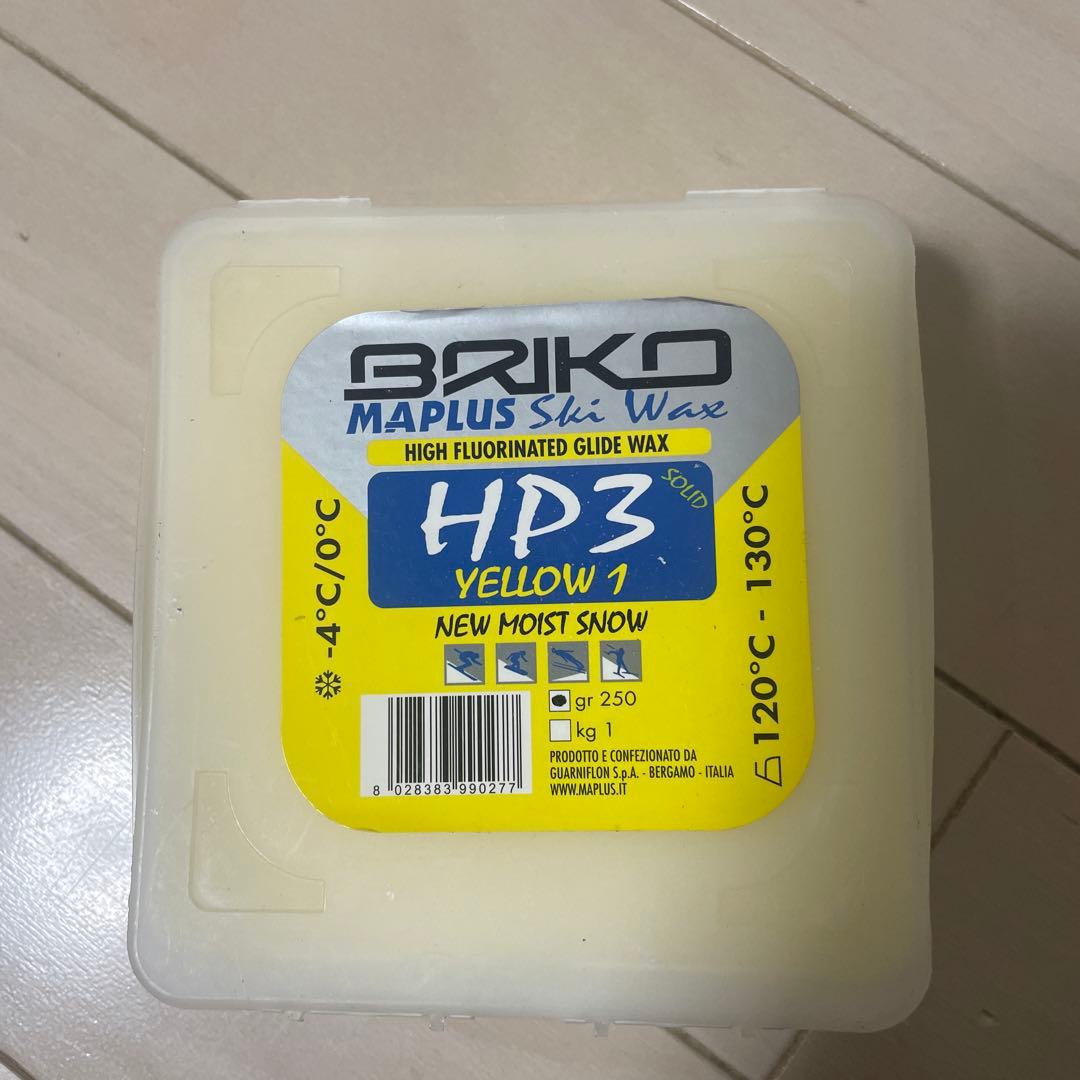 BRIKO
MAPLUS Ski Wax
HIGH FLUORINATED GLIDE WAX
HP3
SOLID
YELLOW 1
NEW MOIST SNOW
-4°C/0°C
120°C - 130°C
gr 250
kg 1
PRODOTTO E CONFEZIONATO DA
GUARNIFLON S.p.A. - BERGAMO - ITALIA
WWW.MAPLUS.IT
8 028383 990277